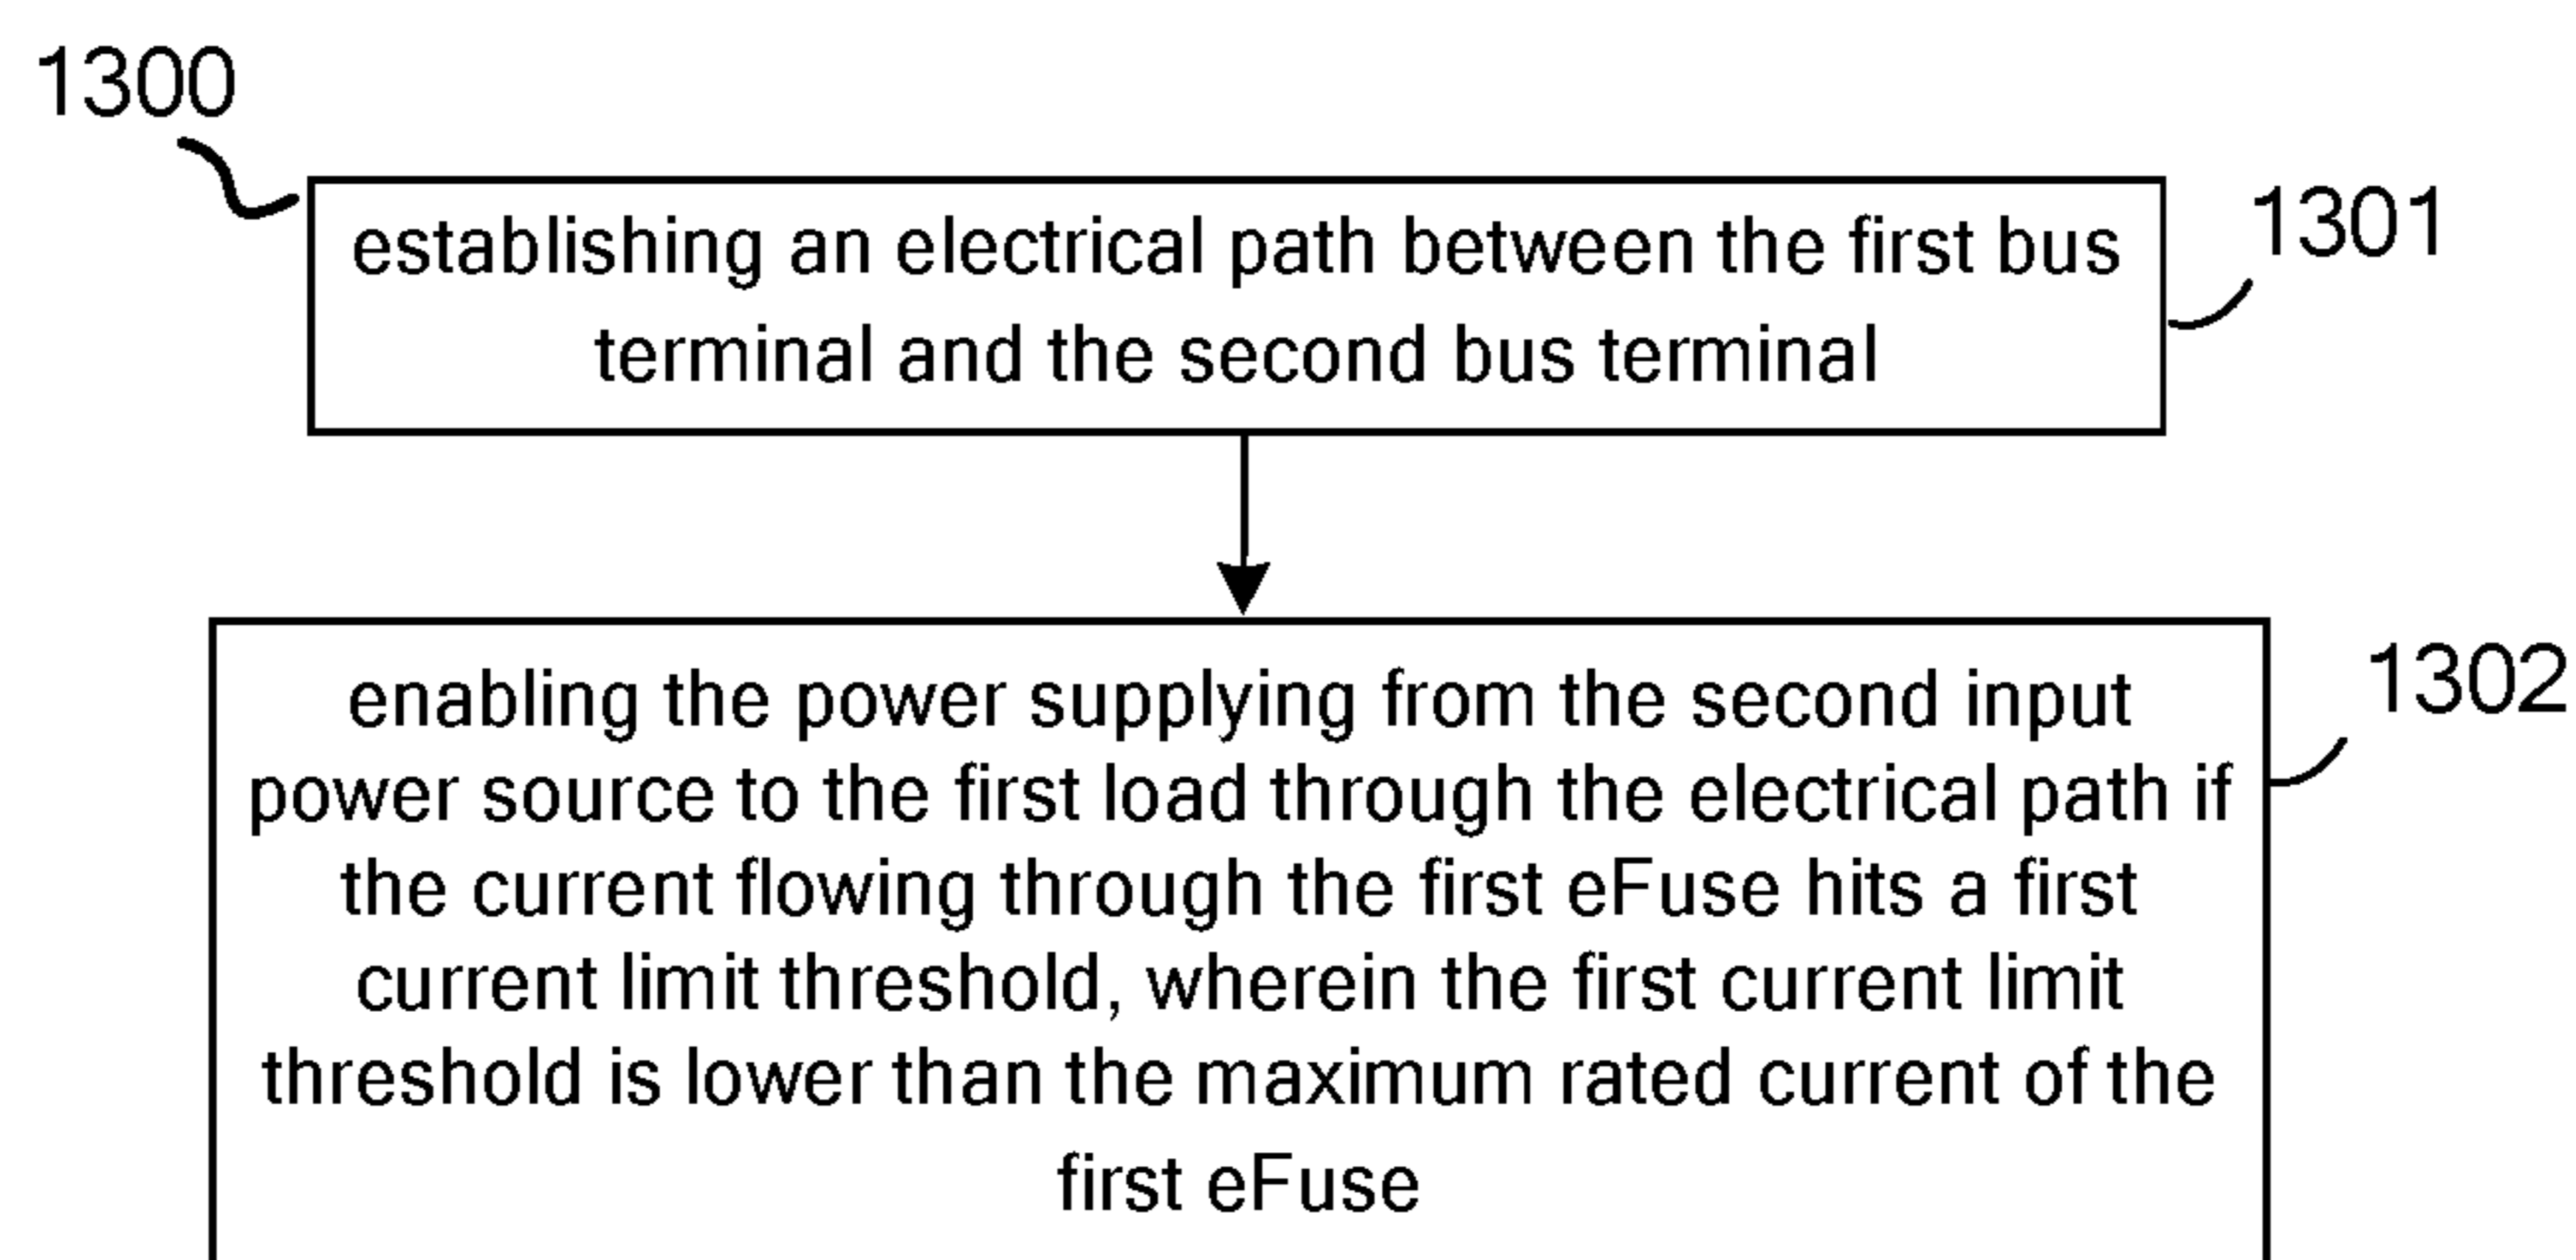 1300
establishing an electrical path between the first bus
terminal and the second bus terminal
1301
enabling the power supplying from the second input
power source to the first load through the electrical path if
the current flowing through the first eFuse hits a first
current limit threshold, wherein the first current limit
threshold is lower than the maximum rated current of the
first eFuse
1302